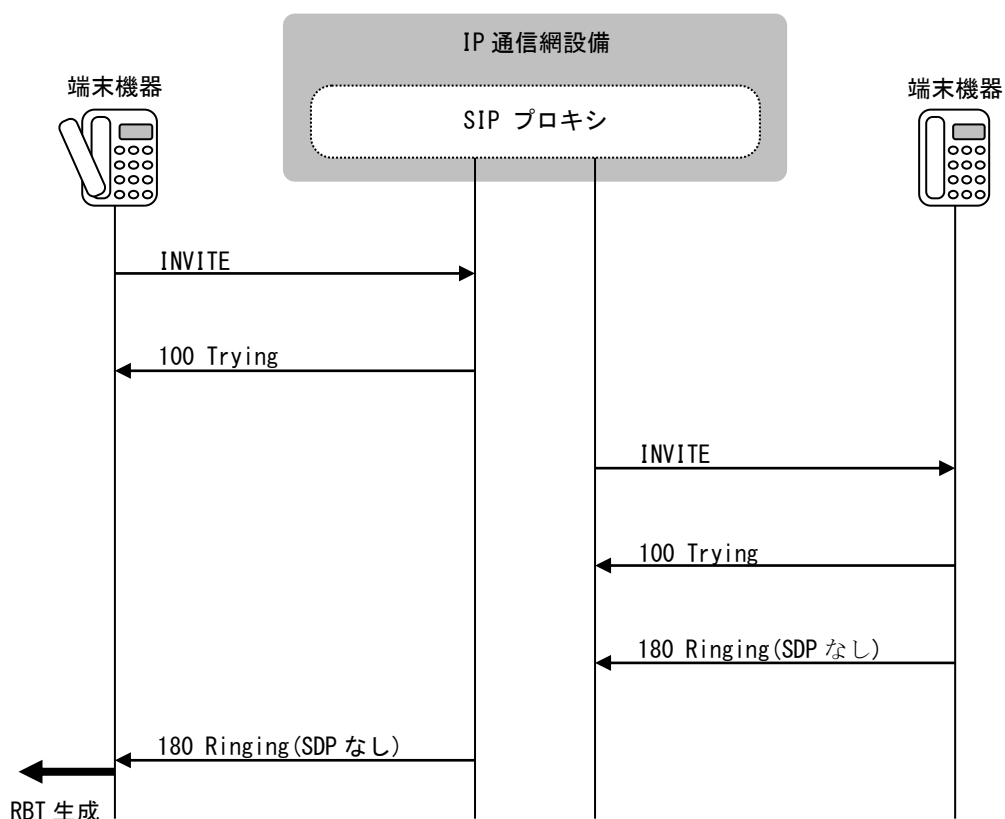 IP 通信網設備
端末機器
端末機器
SIP プロキシ
INVITE
100 Trying
INVITE
100 Trying
180 Ringing(SDP なし)
180 Ringing(SDP なし)
RBT 生成